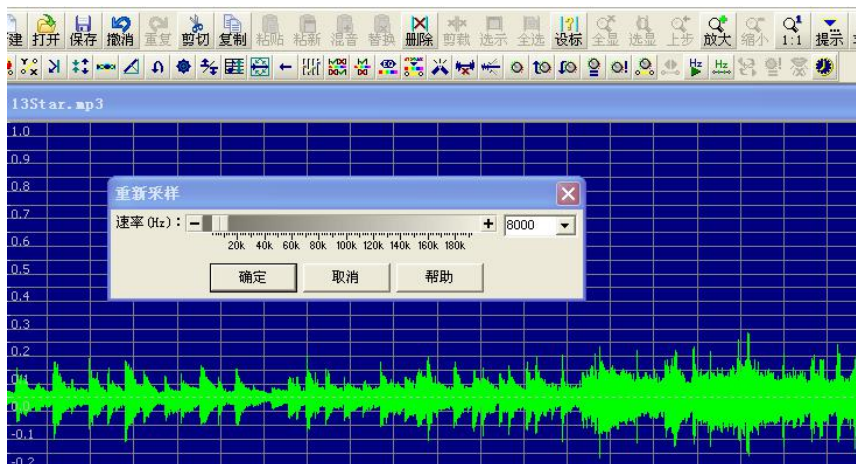 建 打开 保存 撤消 重复 剪切 复制 粘贴 粘新 混音 替换 删除 剪裁 选示 全选 设标 全显 选显 上步 放大 缩小 1:1 提示
13Star.mp3
1.0
0.9
0.8
重新采样
0.7
速率(Hz): 8000
20k 40k 60k 80k 100k 120k 140k 160k 180k
0.6
确定 取消 帮助
0.5
0.4
0.3
0.2
0.1
0.0
-0.1
-0.2